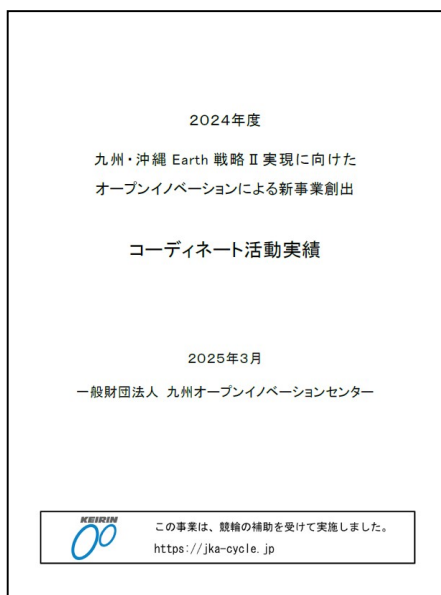 2024年度
九州・沖縄 Earth 戦略Ⅱ実現に向けた
オープンイノベーションによる新事業創出
コーディネート活動実績
2025年3月
一般財団法人 九州オープンイノベーションセンター
KEIRIN
この事業は、競輪の補助を受けて実施しました。
https://jka-cycle.jp